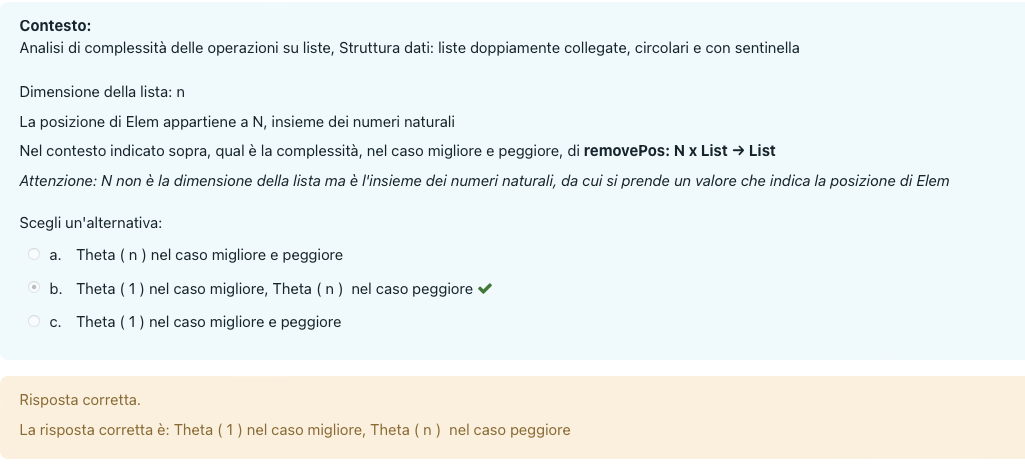 Contesto:
Analisi di complessità delle operazioni su liste, Struttura dati: liste doppiamente collegate, circolari e con sentinella
Dimensione della lista: n
La posizione di Elem appartiene a N, insieme dei numeri naturali
Nel contesto indicato sopra, qual è la complessità, nel caso migliore e peggiore, di removePos: N x List → List
Attenzione: N non è la dimensione della lista ma è l'insieme dei numeri naturali, da cui si prende un valore che indica la posizione di Elem
Scegli un'alternativa:
a. Theta ( n ) nel caso migliore e peggiore
b. Theta ( 1 ) nel caso migliore, Theta ( n ) nel caso peggiore ✔
c. Theta ( 1 ) nel caso migliore e peggiore
Risposta corretta.
La risposta corretta è: Theta ( 1 ) nel caso migliore, Theta ( n ) nel caso peggiore